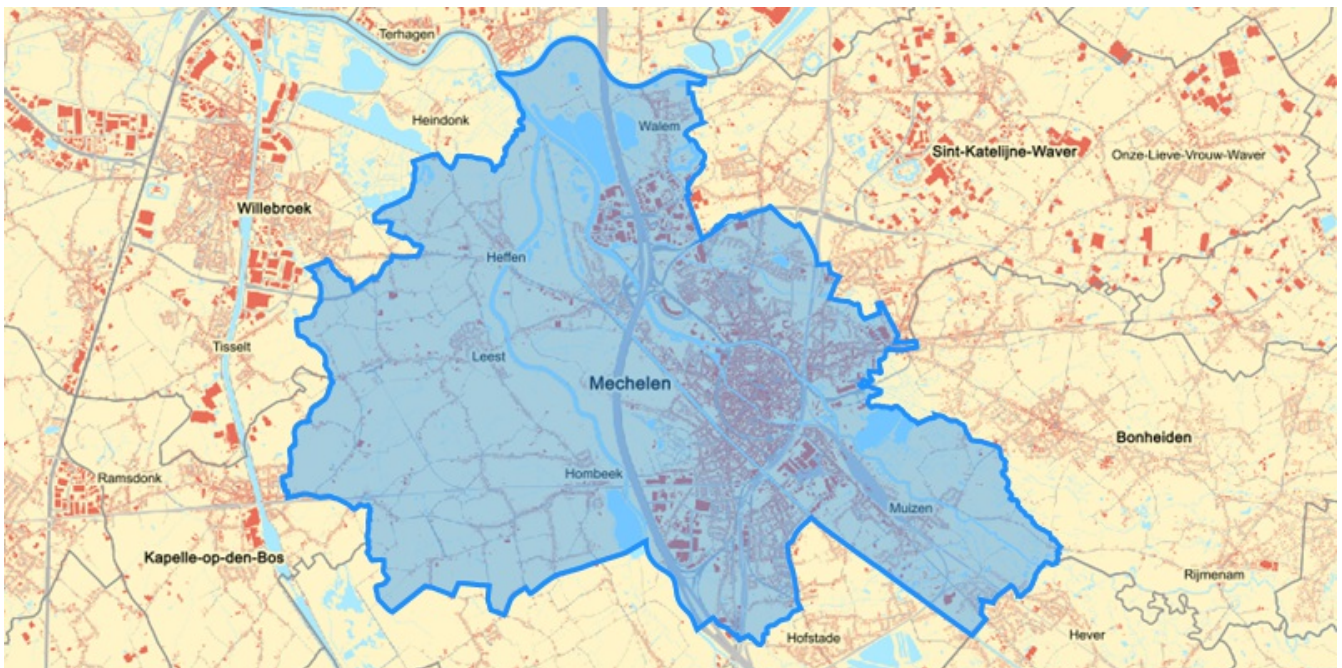 Terhagen
Heindonk
Walem
Sint-Katelijne-Waver
Onze-Lieve-Vrouw-Waver
Willebroek
Heffen
Tisselt
Leest
Mechelen
Bonheiden
Hombeek
Ramsdonk
Muizen
Kapelle-op-den-Bos
Rijmenam
Hofstade
Hever